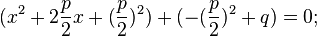 (x^2 + 2\frac{p}{2}x + (\frac{p}{2})^2) + (-(\frac{p}{2})^2 + q) = 0;